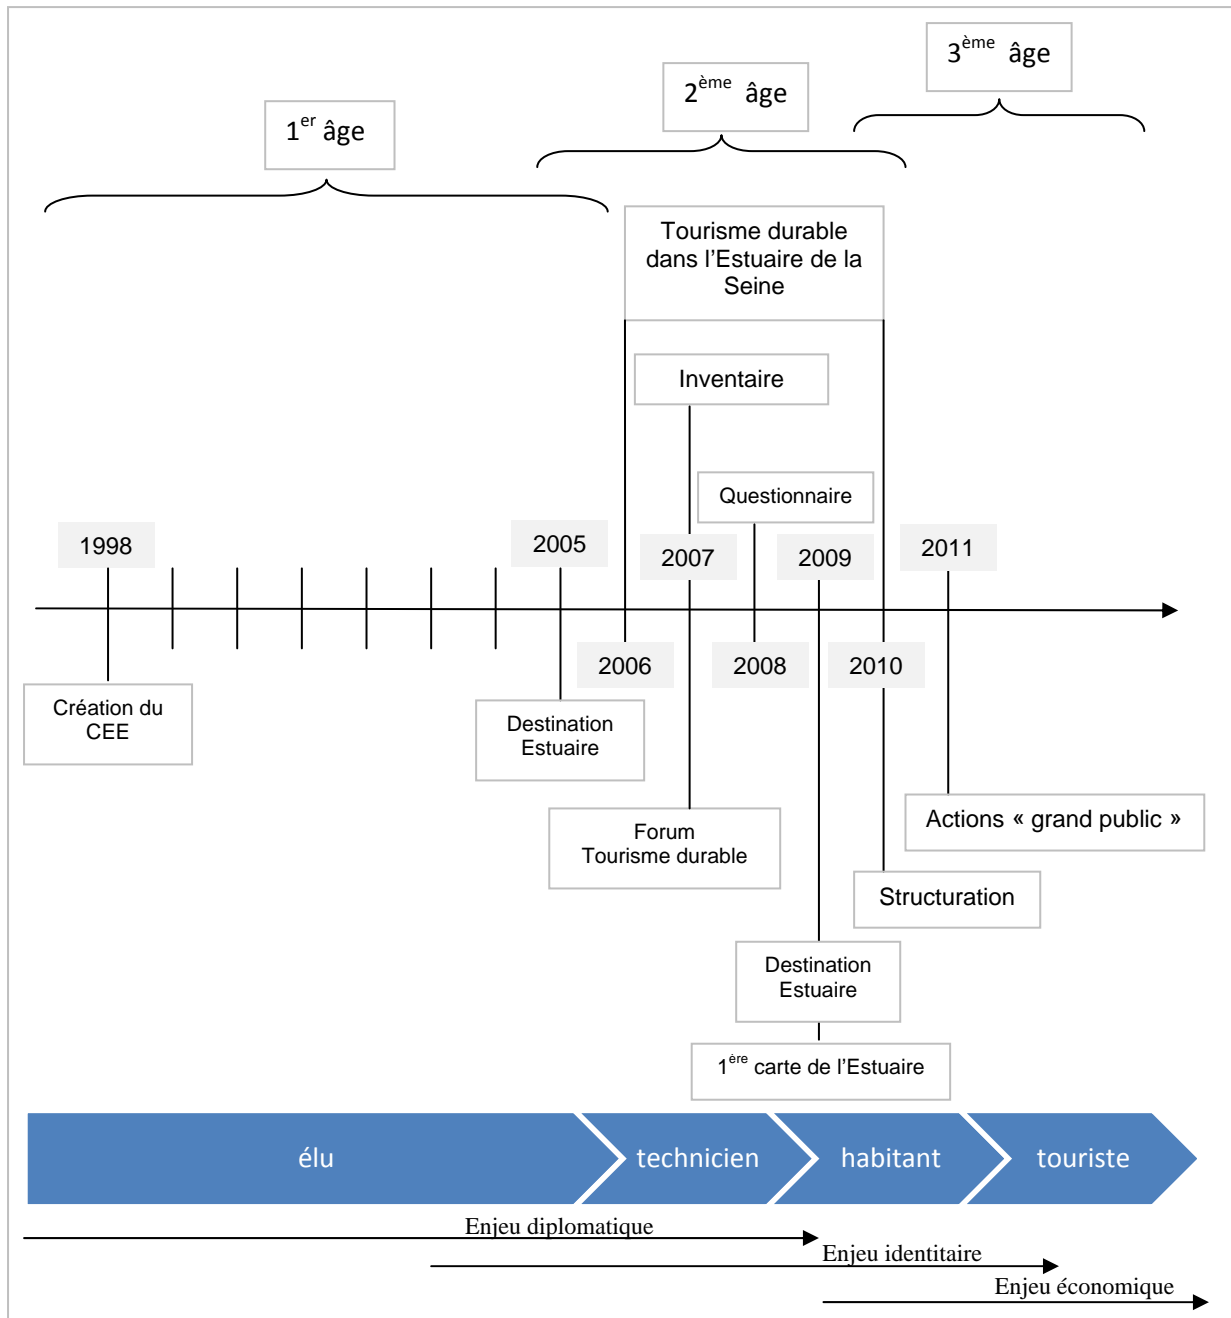 3ème âge
2ème âge
1er âge
Tourisme durable
dans l'Estuaire de la
Seine
Inventaire
Questionnaire
1998
2005
2007
2009
2011
2006
2008
2010
Création du
CEE
Destination
Estuaire
Forum
Tourisme durable
Actions « grand public »
Structuration
Destination
Estuaire
1ère carte de l'Estuaire
élu
technicien
habitant
touriste
Enjeu diplomatique
Enjeu identitaire
Enjeu économique